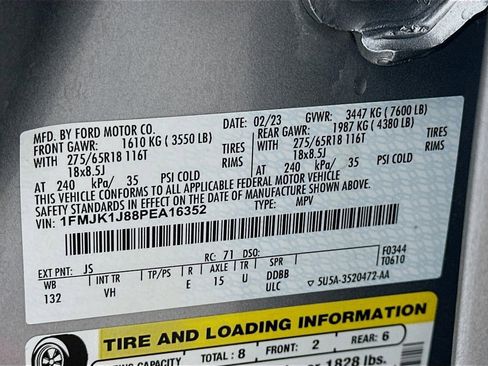 MFD. BY FORD MOTOR CO. 02/23 GVWR: 3447 KG (7600 LB)
FRONT GAWR: 1610 KG (3550 LB) REAR GAWR: 1987 KG (4380 LB)
WITH 275/65R18 116T TIRES WITH 275/65R18 116T TIRES
18x8.5J RIMS 18x8.5J RIMS
AT 240 kPa/ 35 PSI COLD AT 240 kPa/ 35 PSI COLD
THIS VEHICLE CONFORMS TO ALL APPLICABLE FEDERAL MOTOR VEHICLE
SAFETY STANDARDS IN EFFECT ON THE DATE OF MANUFACTURE SHOWN ABOVE.
VIN: 1FMJK1J88PEA16352 TYPE: MPV
F0344
T0610
EXT PNT: JS RC: 71 DSO:
WB INT TR TP/PS R AXLE TR SPR
132 VH E 15 U DDBB
ULC 5U5A-3520472-AA
TIRE AND LOADING INFORMATION
CAPACITY TOTAL: 8 FRONT: 2 REAR: 6
or 1828 lbs.